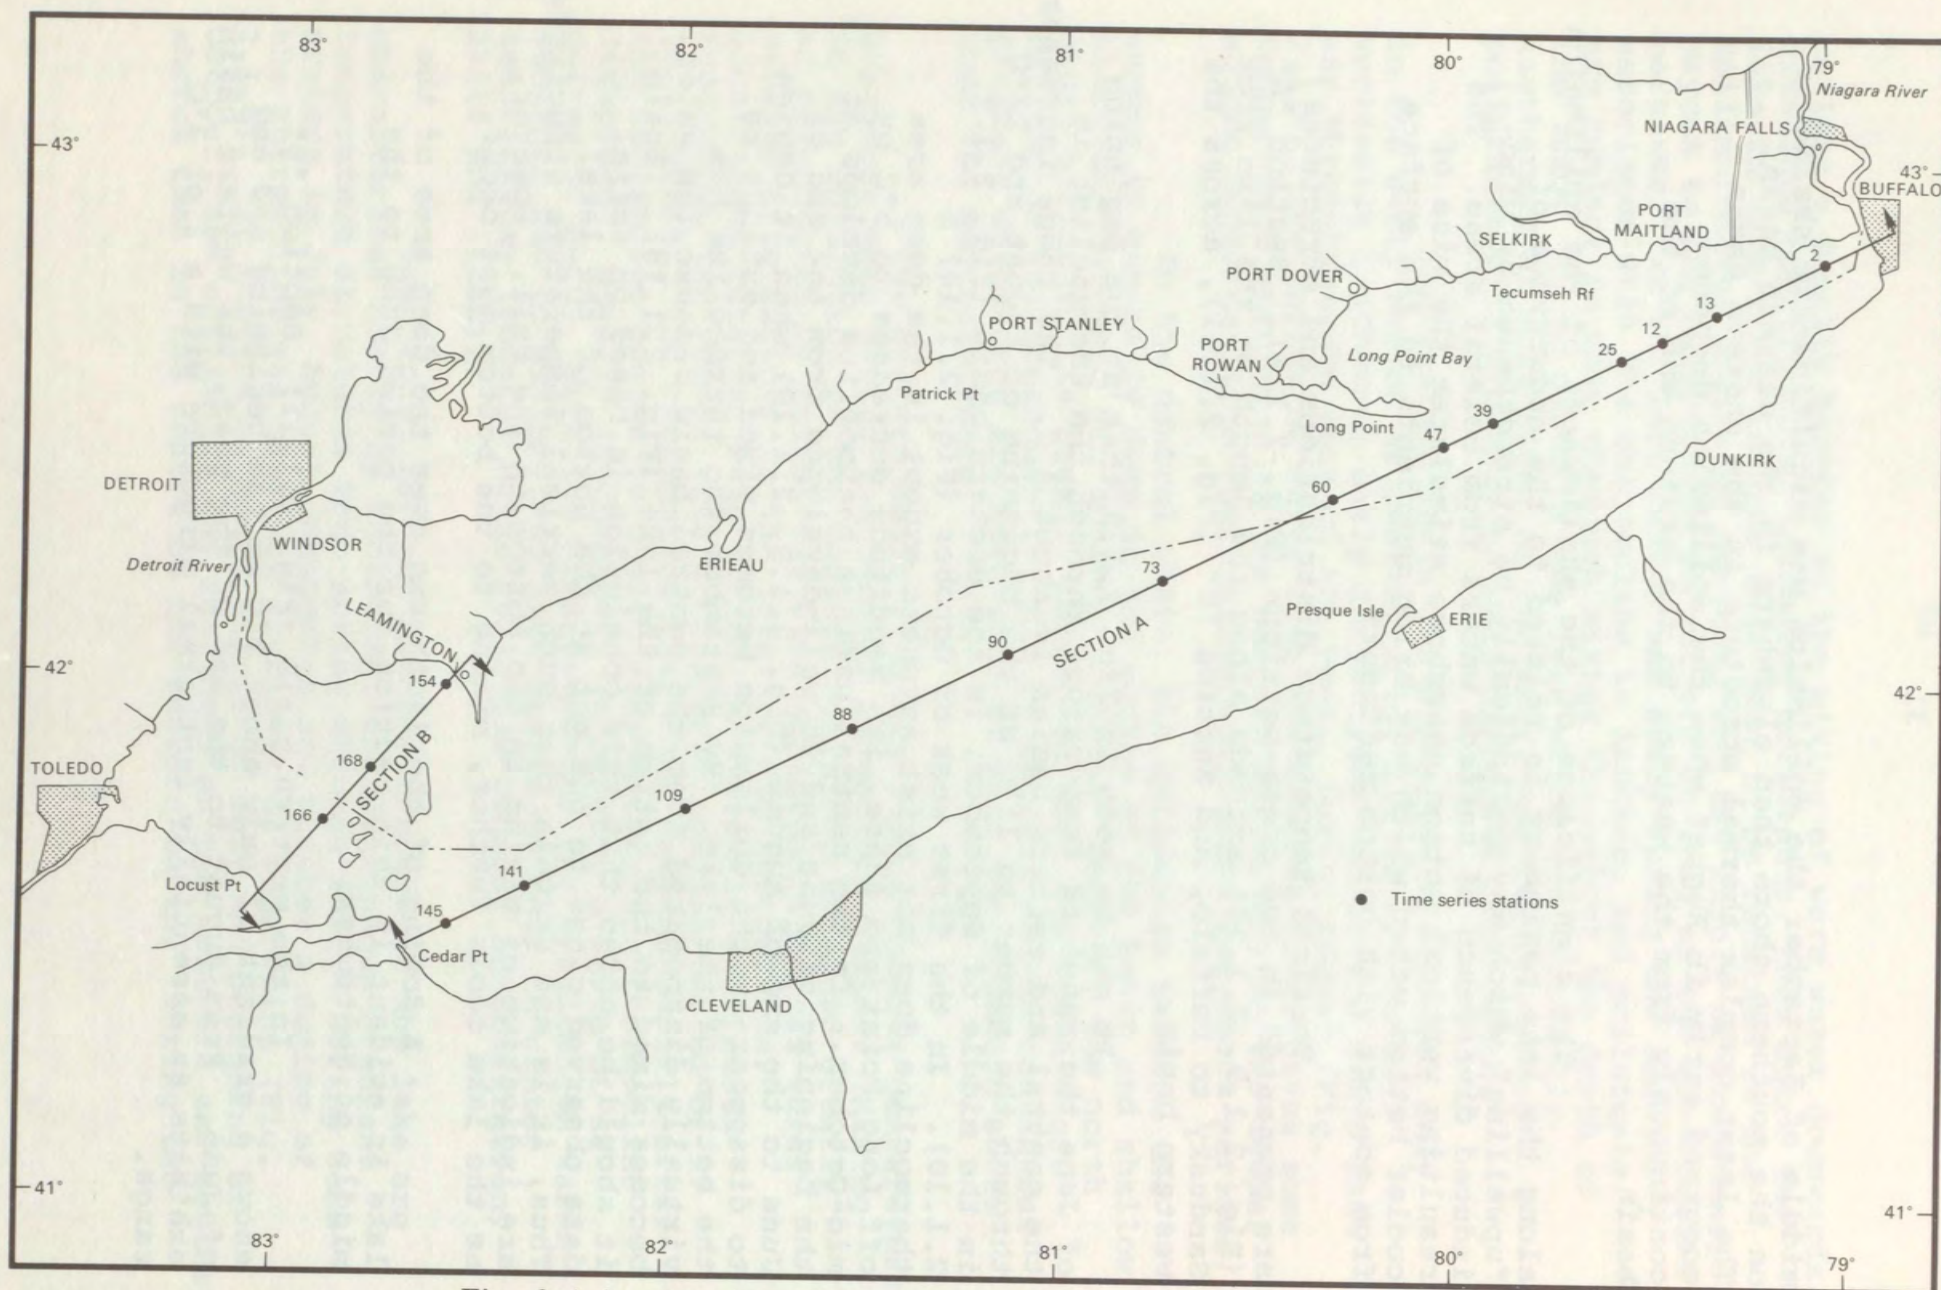 83°
82°
81°
80°
79°
Niagara River
NIAGARA FALLS
43°
43°
BUFFALO
PORT
MAITLAND
SELKIRK
2
PORT DOVER
Tecumseh Rf
13
PORT STANLEY
12
PORT
ROWAN
Long Point Bay
25
Patrick Pt
39
Long Point
47
DUNKIRK
DETROIT
60
WINDSOR
ERIEAU
Detroit River
73
LEAMINGTON
Presque Isle
ERIE
SECTION A
90
42°
154
42°
88
SECTION B
168
TOLEDO
109
166
141
Locust Pt
145
Time series stations
Cedar Pt
CLEVELAND
41°
41°
83°
82°
81°
80°
79°